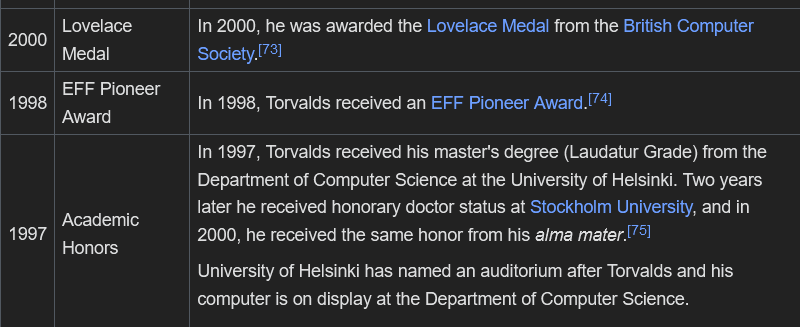 2000
Lovelace
Medal
In 2000, he was awarded the Lovelace Medal from the British Computer
Society.[73]
1998
EFF Pioneer
Award
In 1998, Torvalds received an EFF Pioneer Award.[74]
1997
Academic
Honors
In 1997, Torvalds received his master's degree (Laudatur Grade) from the
Department of Computer Science at the University of Helsinki. Two years
later he received honorary doctor status at Stockholm University, and in
2000, he received the same honor from his alma mater.[75]
University of Helsinki has named an auditorium after Torvalds and his
computer is on display at the Department of Computer Science.